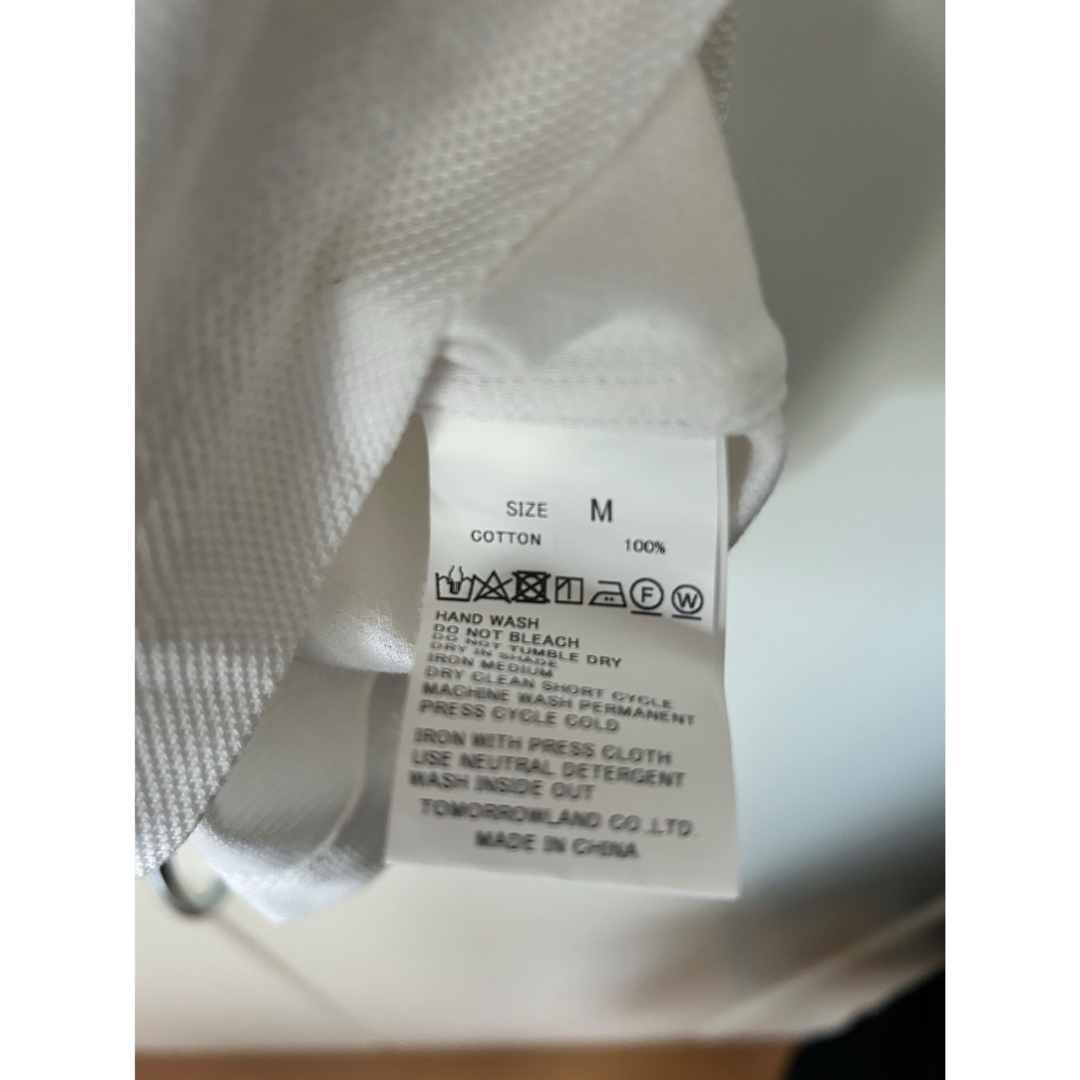 SIZE M
COTTON 100%
F W
HAND WASH
DO NOT BLEACH
DO NOT TUMBLE DRY
DRY IN SHADE
IRON MEDIUM
DRY CLEAN SHORT CYCLE
MACHINE WASH PERMANENT
PRESS CYCLE COLD
IRON WITH PRESS CLOTH
USE NEUTRAL DETERGENT
WASH INSIDE OUT
TOMORROWLAND CO.,LTD.
MADE IN CHINA